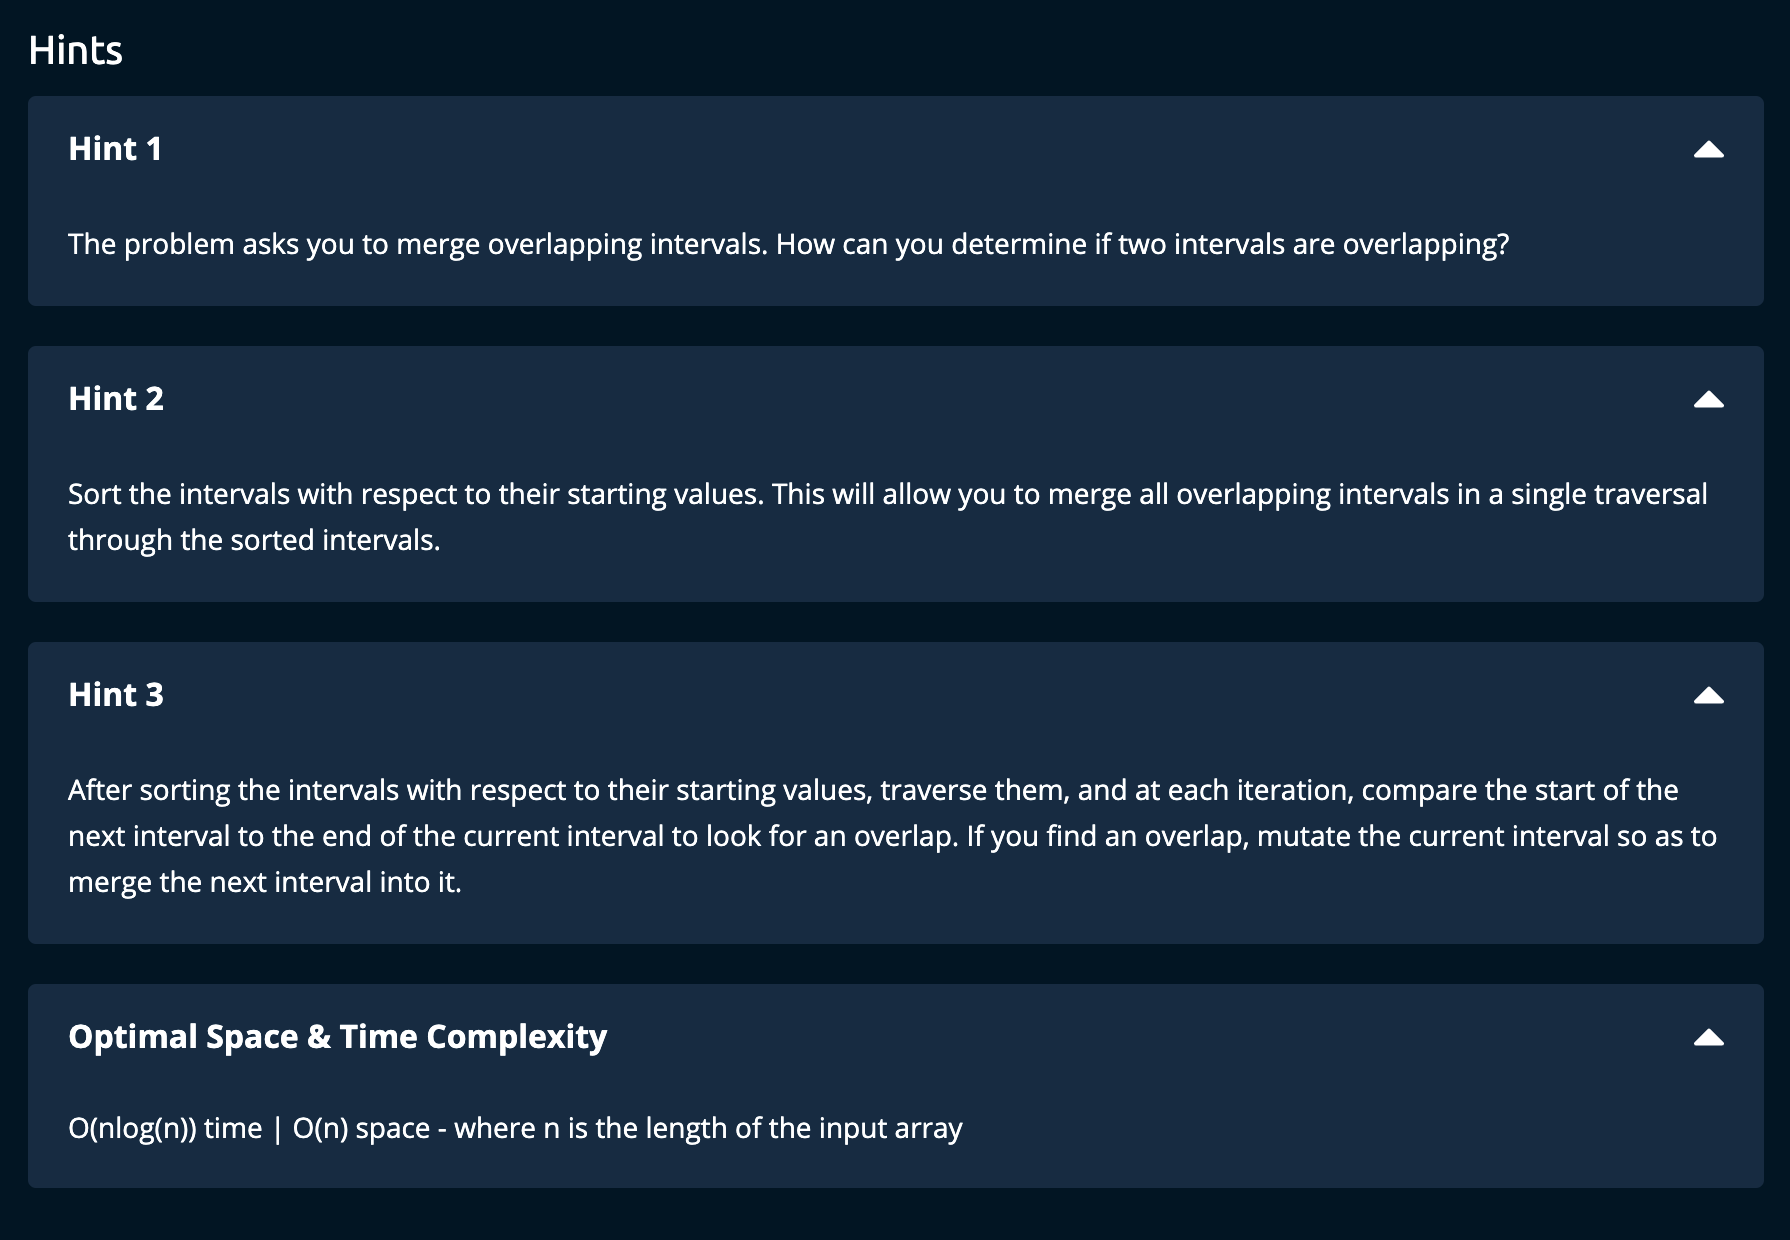 Hints
Hint 1
The problem asks you to merge overlapping intervals. How can you determine if two intervals are overlapping?
Hint 2
Sort the intervals with respect to their starting values. This will allow you to merge all overlapping intervals in a single traversal
through the sorted intervals.
Hint 3
After sorting the intervals with respect to their starting values, traverse them, and at each iteration, compare the start of the
next interval to the end of the current interval to look for an overlap. If you find an overlap, mutate the current interval so as to
merge the next interval into it.
Optimal Space & Time Complexity
O(nlog(n)) time | O(n) space - where n is the length of the input array